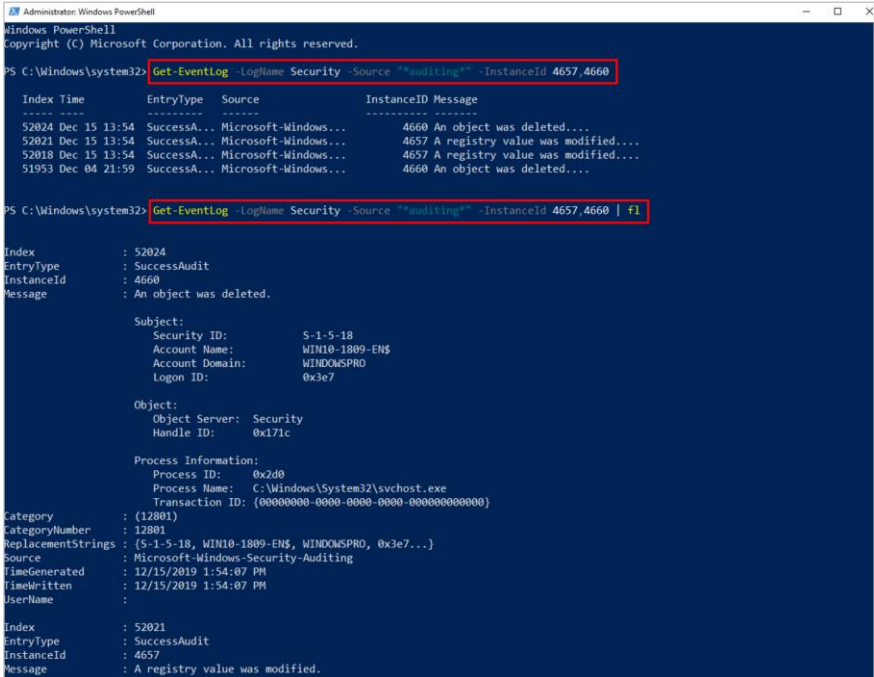 Administrator: Windows PowerShell
Windows PowerShell
Copyright (C) Microsoft Corporation. All rights reserved.
PS C:\Windows\system32> Get-EventLog -LogName Security -Source "*auditing*" -InstanceId 4657,4660
Index Time EntryType Source InstanceID Message
----- ---- --------- ------ ---------- -------
52024 Dec 15 13:54 SuccessA... Microsoft-Windows... 4660 An object was deleted....
52021 Dec 15 13:54 SuccessA... Microsoft-Windows... 4657 A registry value was modified....
52018 Dec 15 13:54 SuccessA... Microsoft-Windows... 4657 A registry value was modified....
51953 Dec 04 21:59 SuccessA... Microsoft-Windows... 4660 An object was deleted....
PS C:\Windows\system32> Get-EventLog -LogName Security -Source "*auditing*" -InstanceId 4657,4660 | fl
Index : 52024
EntryType : SuccessAudit
InstanceId : 4660
Message : An object was deleted.
Subject:
Security ID: S-1-5-18
Account Name: WIN10-1809-EN$
Account Domain: WINDOWSPRO
Logon ID: 0x3e7
Object:
Object Server: Security
Handle ID: 0x171c
Process Information:
Process ID: 0x2d0
Process Name: C:\Windows\System32\svchost.exe
Transaction ID: {00000000-0000-0000-0000-000000000000}
Category : (12801)
CategoryNumber : 12801
ReplacementStrings : {S-1-5-18, WIN10-1809-EN$, WINDOWSPRO, 0x3e7...}
Source : Microsoft-Windows-Security-Auditing
TimeGenerated : 12/15/2019 1:54:07 PM
TimeWritten : 12/15/2019 1:54:07 PM
UserName :
Index : 52021
EntryType : SuccessAudit
InstanceId : 4657
Message : A registry value was modified.